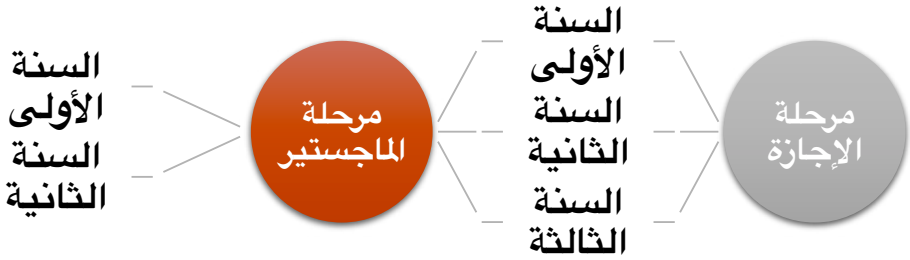 مرحلة
الإجازة
السنة
الأولى
السنة
الثانية
السنة
الثالثة
مرحلة
الماجستير
السنة
الأولى
السنة
الثانية